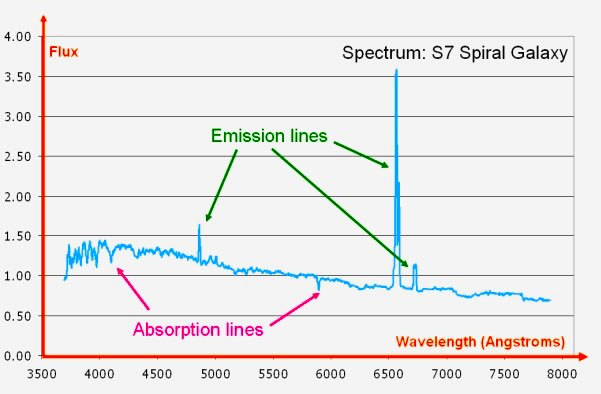 4.00
Flux
Spectrum: S7 Spiral Galaxy
3.50
3.00
Emission lines
2.50
2.00
1.50
1.00
0.50
Absorption lines
Wavelength (Angstroms)
0.00
3500 4000 4500 5000 5500 6000 6500 7000 7500 8000